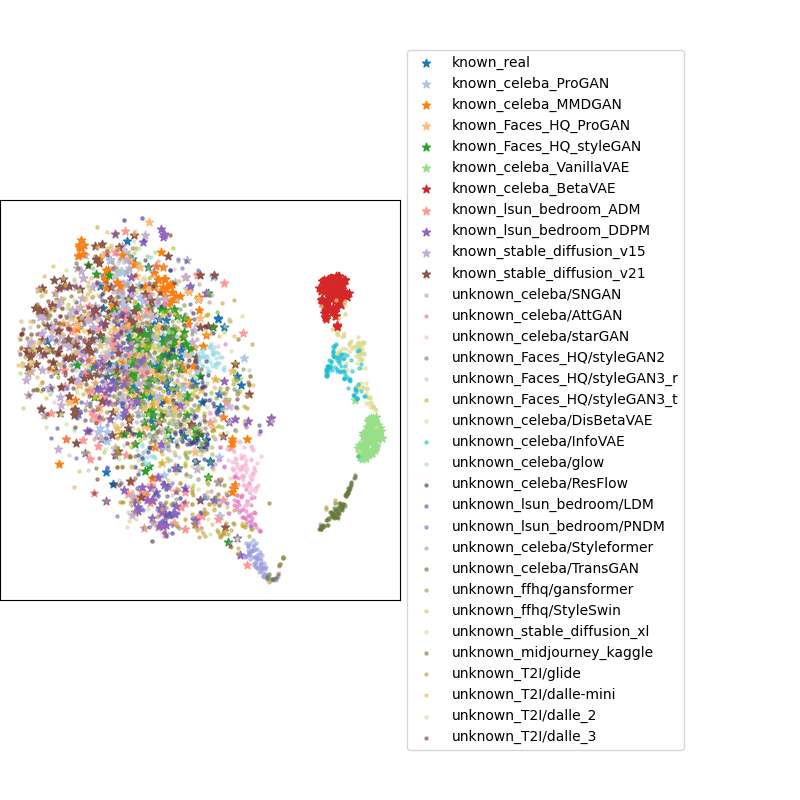 known_real
known_celeba_ProGAN
known_celeba_MMDGAN
known_Faces_HQ_ProGAN
known_Faces_HQ_styleGAN
known_celeba_VanillaVAE
known_celeba_BetaVAE
known_lsun_bedroom_ADM
known_lsun_bedroom_DDPM
known_stable_diffusion_v15
known_stable_diffusion_v21
unknown_celeba/SNGAN
unknown_celeba/AttGAN
unknown_celeba/starGAN
unknown_Faces_HQ/styleGAN2
unknown_Faces_HQ/styleGAN3_r
unknown_Faces_HQ/styleGAN3_t
unknown_celeba/DisBetaVAE
unknown_celeba/InfoVAE
unknown_celeba/glow
unknown_celeba/ResFlow
unknown_lsun_bedroom/LDM
unknown_lsun_bedroom/PNDM
unknown_celeba/Styleformer
unknown_celeba/TransGAN
unknown_ffhq/gansformer
unknown_ffhq/StyleSwin
unknown_stable_diffusion_xl
unknown_midjourney_kaggle
unknown_T2I/glide
unknown_T2I/dalle-mini
unknown_T2I/dalle_2
unknown_T2I/dalle_3